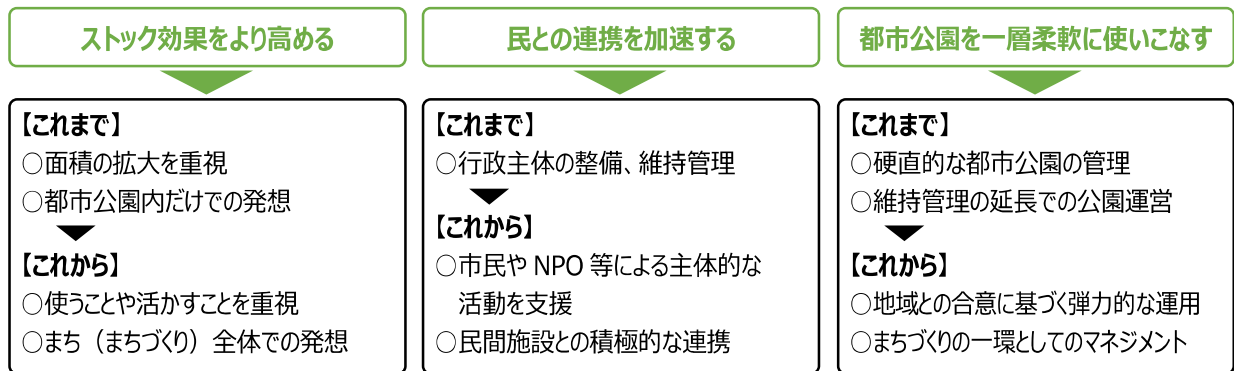 ストック効果をより高める
【これまで】
○面積の拡大を重視
○都市公園内だけでの発想
【これから】
○使うことや活かすことを重視
○まち（まちづくり）全体での発想
民との連携を加速する
【これまで】
○行政主体の整備、維持管理
【これから】
○市民や NPO 等による主体的な
活動を支援
○民間施設との積極的な連携
都市公園を一層柔軟に使いこなす
【これまで】
○硬直的な都市公園の管理
○維持管理の延長での公園運営
【これから】
○地域との合意に基づく弾力的な運用
○まちづくりの一環としてのマネジメント